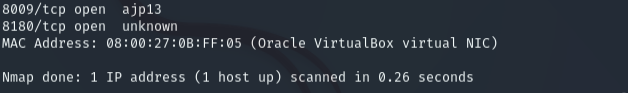 8009/tcp open  ajp13
8180/tcp open  unknown
MAC Address: 08:00:27:0B:FF:05 (Oracle VirtualBox virtual NIC)
Nmap done: 1 IP address (1 host up) scanned in 0.26 seconds